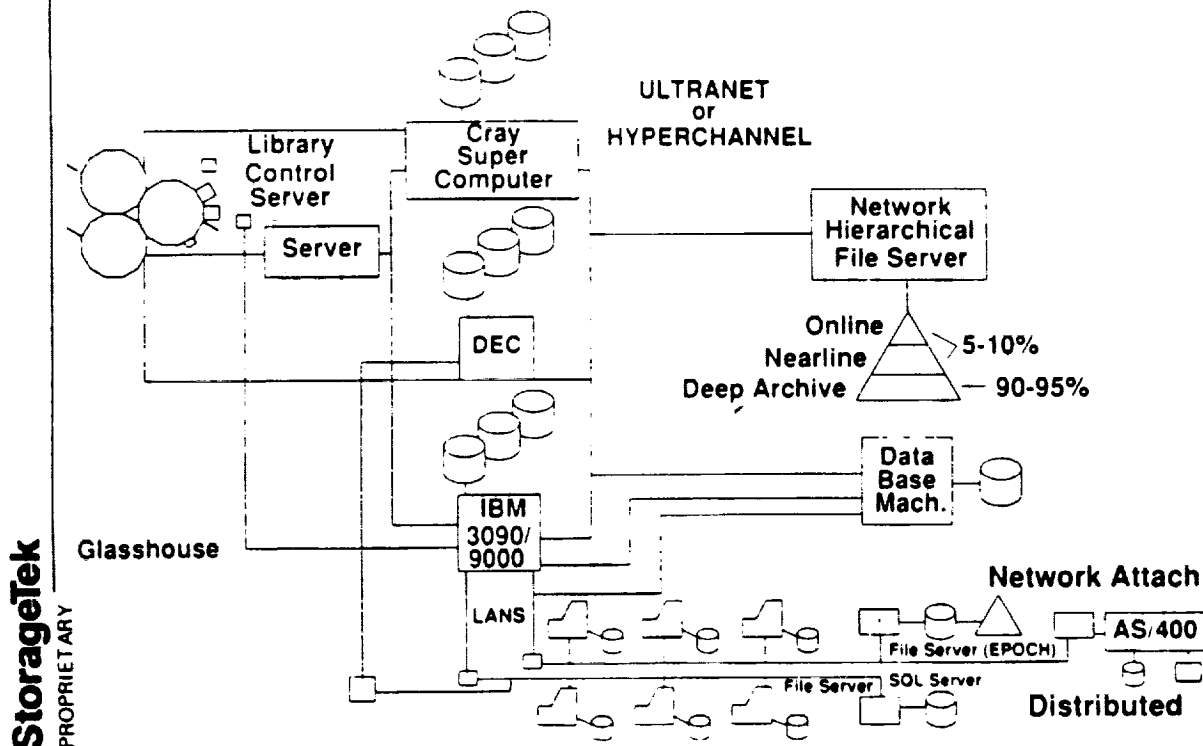 ULTRANET
or
HYPERCHANNEL
Library
Control
Server
Cray
Super
Computer
Server
Network
Hierarchical
File Server
DEC
Online
Nearline
Deep Archive
5-10%
90-95%
Data
Base
Mach.
IBM
3090/
9000
Glasshouse
LANS
Network Attach
AS/400
File Server (EPOCH)
File Server
SQL Server
Distributed
StorageTek
PROPRIETARY